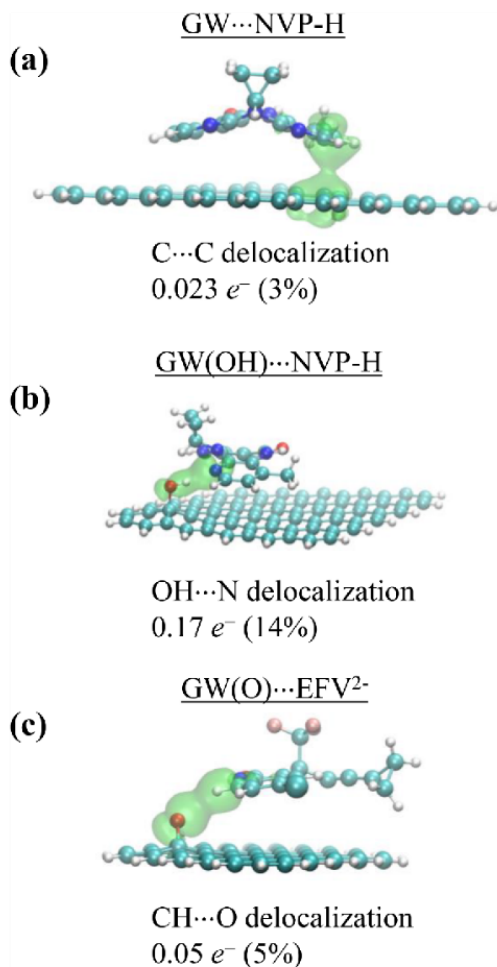 GW···NVP-H
(a)
C···C delocalization
0.023 e⁻ (3%)
GW(OH)···NVP-H
(b)
OH···N delocalization
0.17 e⁻ (14%)
GW(O)···EFV²⁻
(c)
CH···O delocalization
0.05 e⁻ (5%)